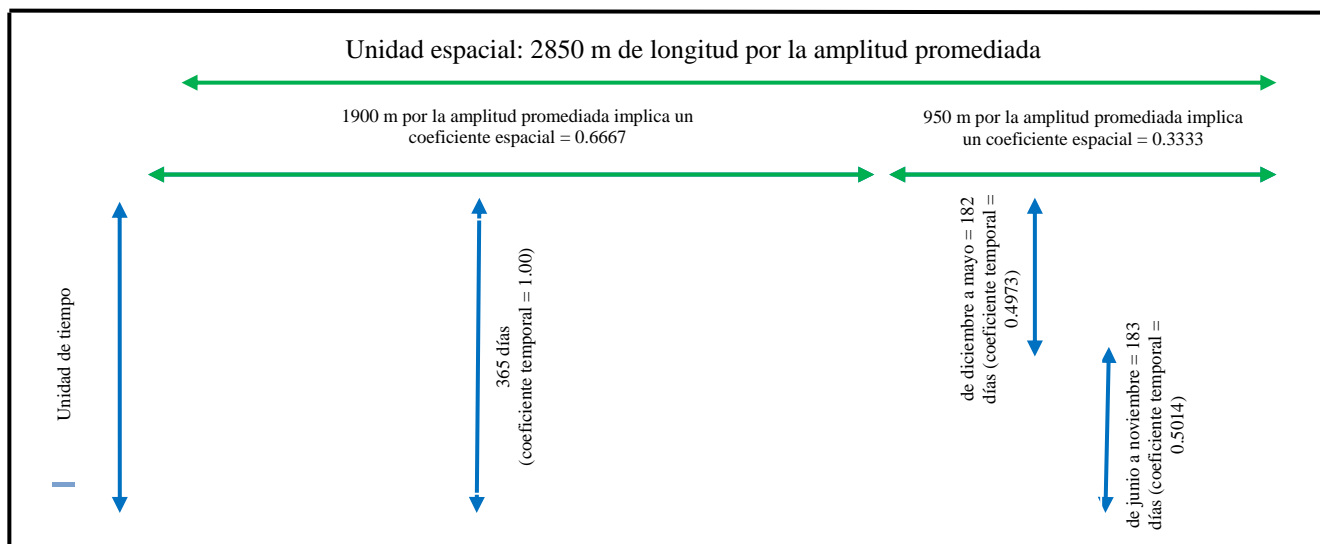 Unidad espacial: 2850 m de longitud por la amplitud promediada
1900 m por la amplitud promediada implica un
coeficiente espacial = 0.6667
950 m por la amplitud promediada implica
un coeficiente espacial = 0.3333
Unidad de tiempo
365 días
(coeficiente temporal = 1.00)
de diciembre a mayo = 182
días (coeficiente temporal =
0.4973)
de junio a noviembre = 183
días (coeficiente temporal =
0.5014)